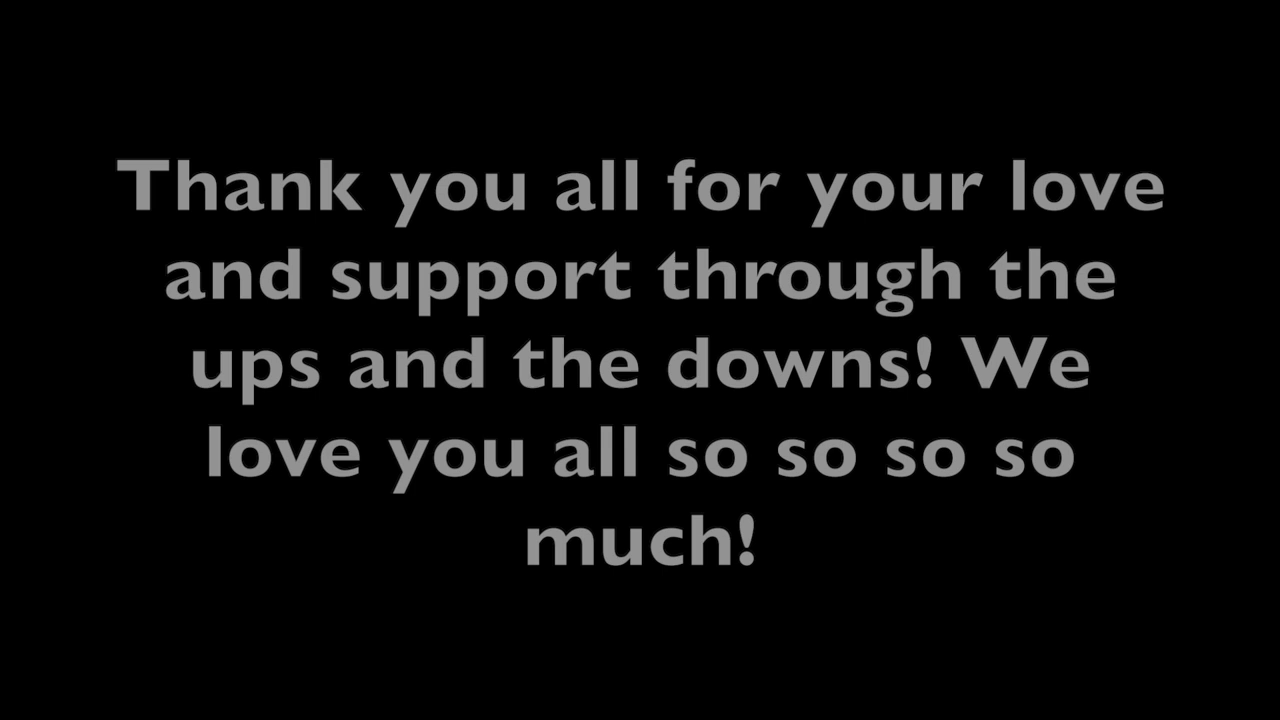 Thank you all for your love
and support through the
ups and the downs! We
love you all so so so so
much!